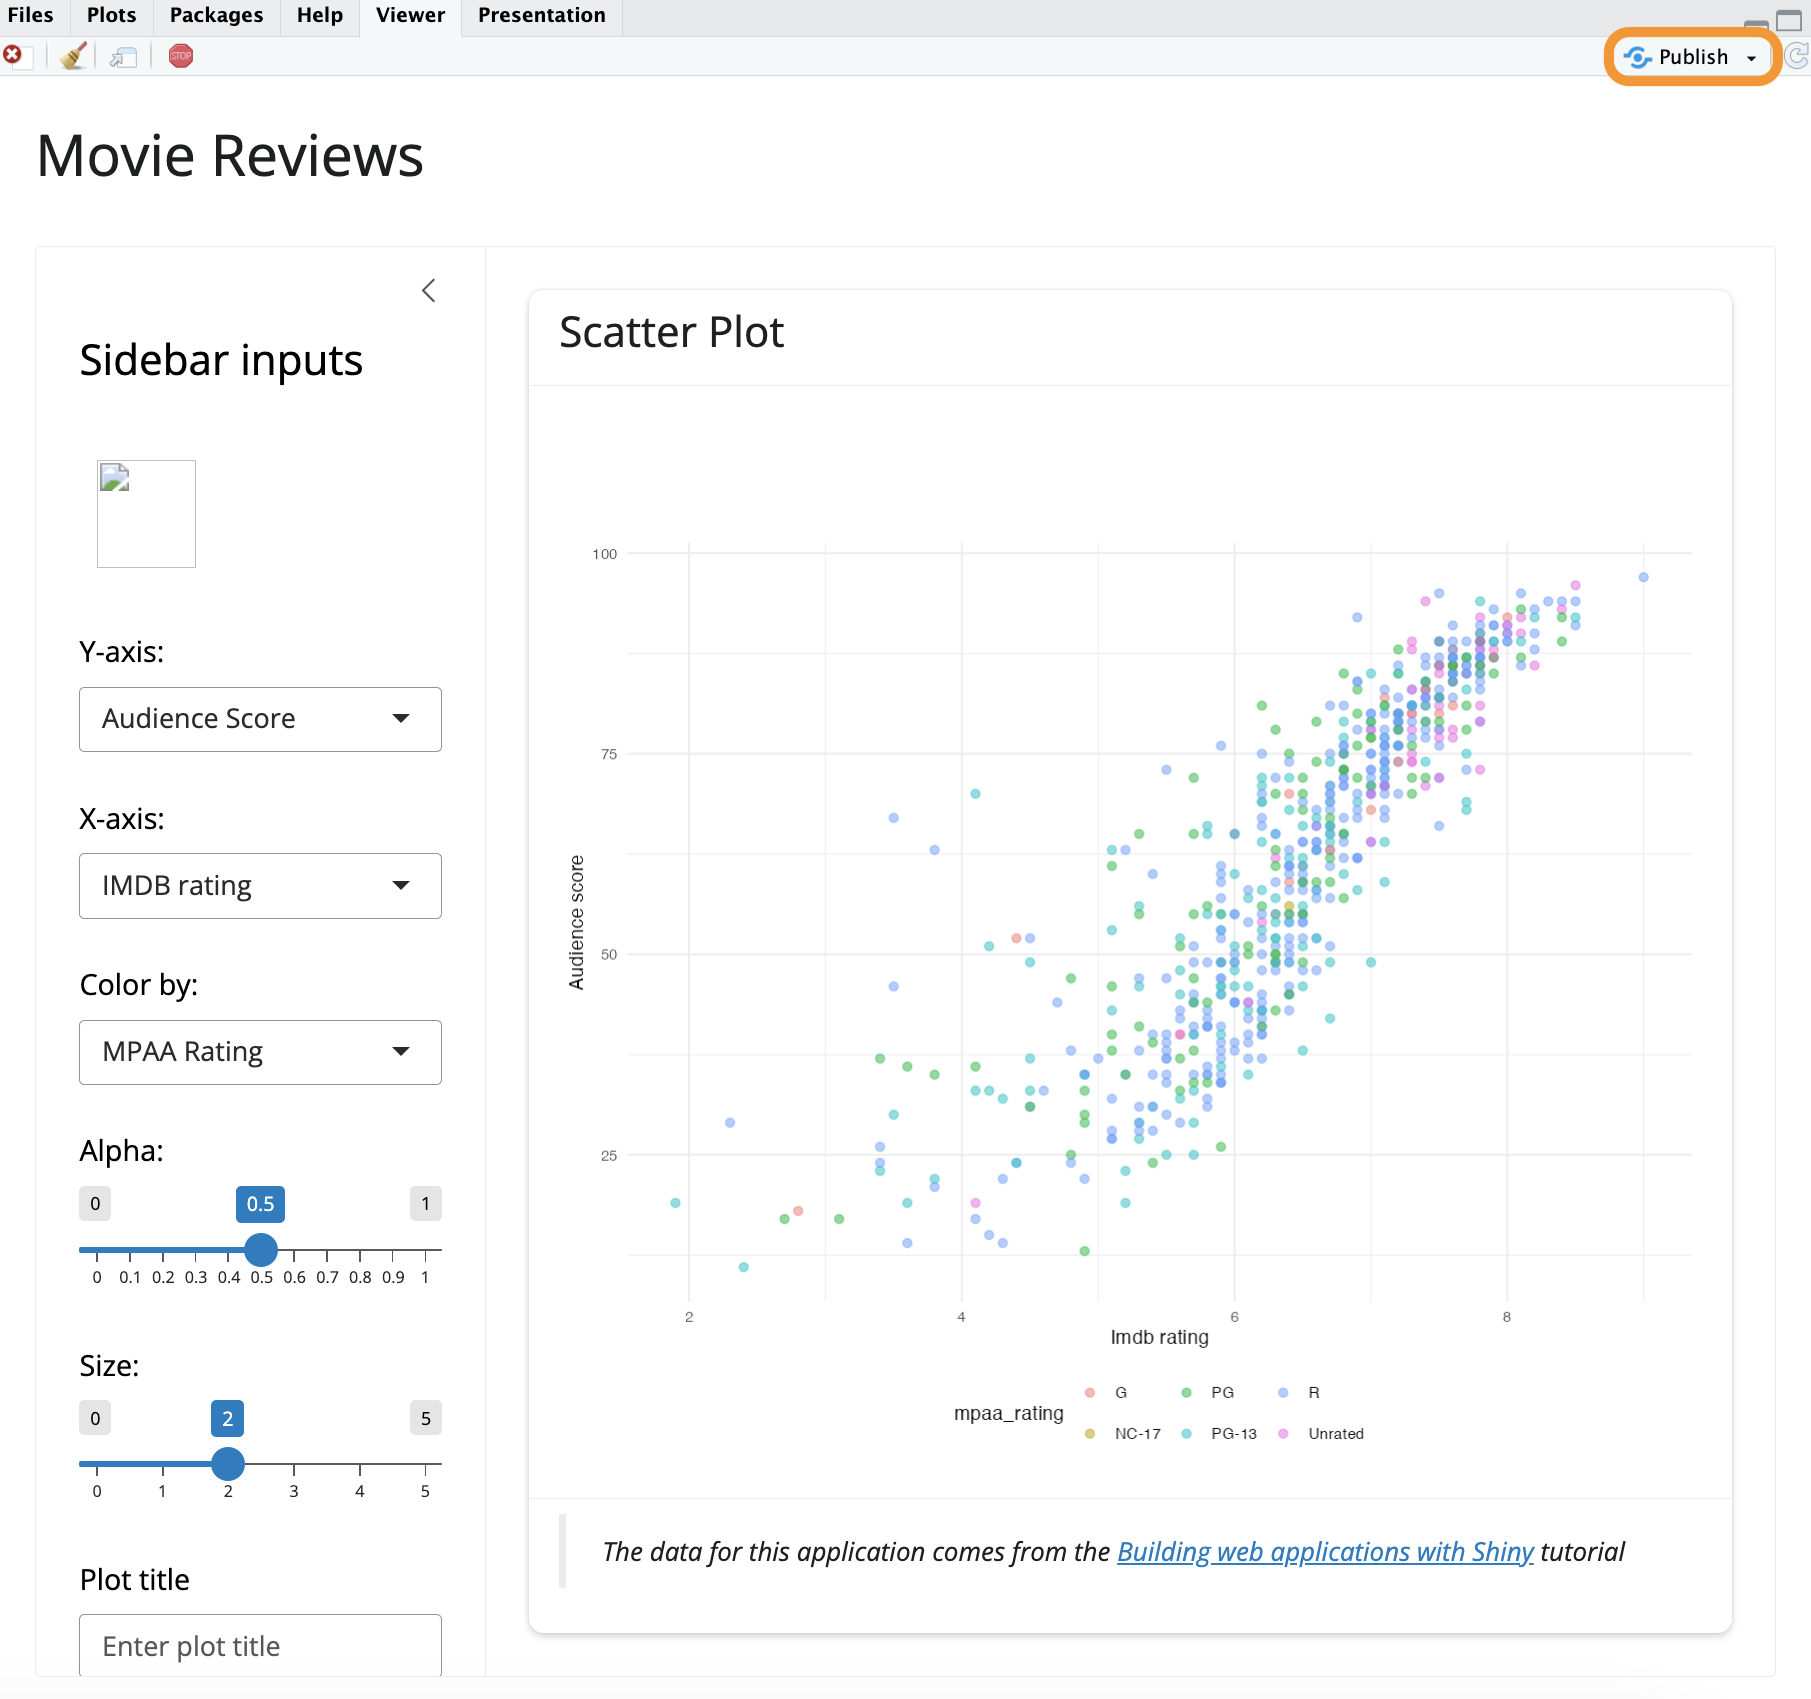 Files Plots Packages Help Viewer Presentation
STOP
Publish
Movie Reviews
Sidebar inputs
Y-axis:
Audience Score
X-axis:
IMDB rating
Color by:
MPAA Rating
Alpha:
0 0.5 1
0 0.1 0.2 0.3 0.4 0.5 0.6 0.7 0.8 0.9 1
Size:
0 2 5
0 1 2 3 4 5
Plot title
Enter plot title
Scatter Plot
100
75
50
25
Audience score
2 4 6 8
Imdb rating
mpaa_rating
G PG R
NC-17 PG-13 Unrated
The data for this application comes from the Building web applications with Shiny tutorial